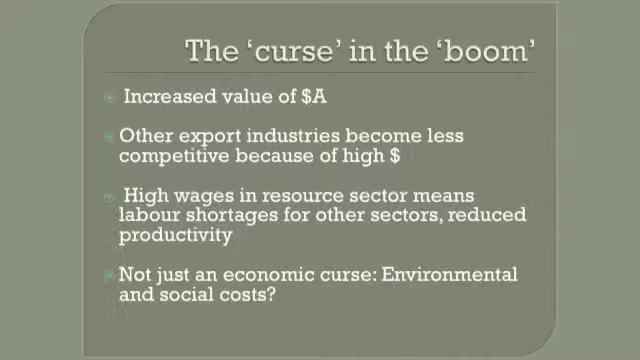 The ‘curse’ in the ‘boom’
Increased value of $A
Other export industries become less
competitive because of high $
High wages in resource sector means
labour shortages for other sectors, reduced
productivity
Not just an economic curse: Environmental
and social costs?